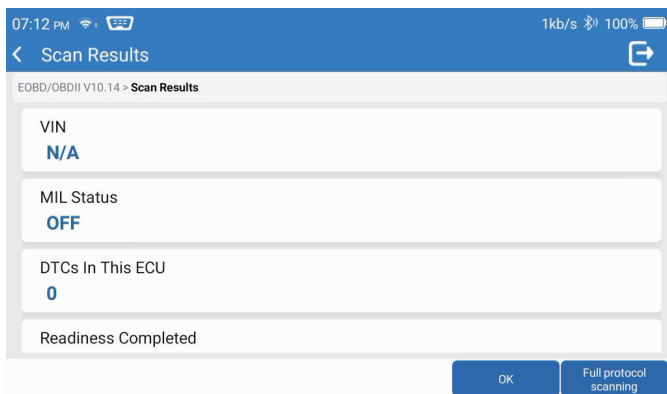 07:12 PM 1kb/s 100%
Scan Results
EOBD/OBDII V10.14 > Scan Results
VIN
N/A
MIL Status
OFF
DTCs In This ECU
0
Readiness Completed
OK
Full protocol
scanning